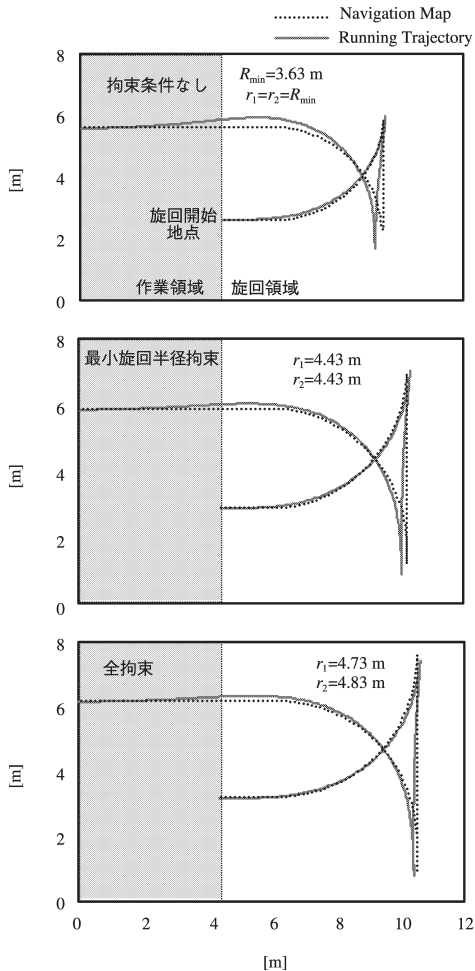 Navigation Map
Running Trajectory
8
6
4
2
0
[m]
拘束条件なし
Rmin=3.63 m
r1=r2=Rmin
旋回開始
地点
作業領域
旋回領域
8
6
4
2
0
[m]
最小旋回半径拘束
r1=4.43 m
r2=4.43 m
8
6
4
2
0
[m]
全拘束
r1=4.73 m
r2=4.83 m
0 2 4 6 8 10 12
[m]